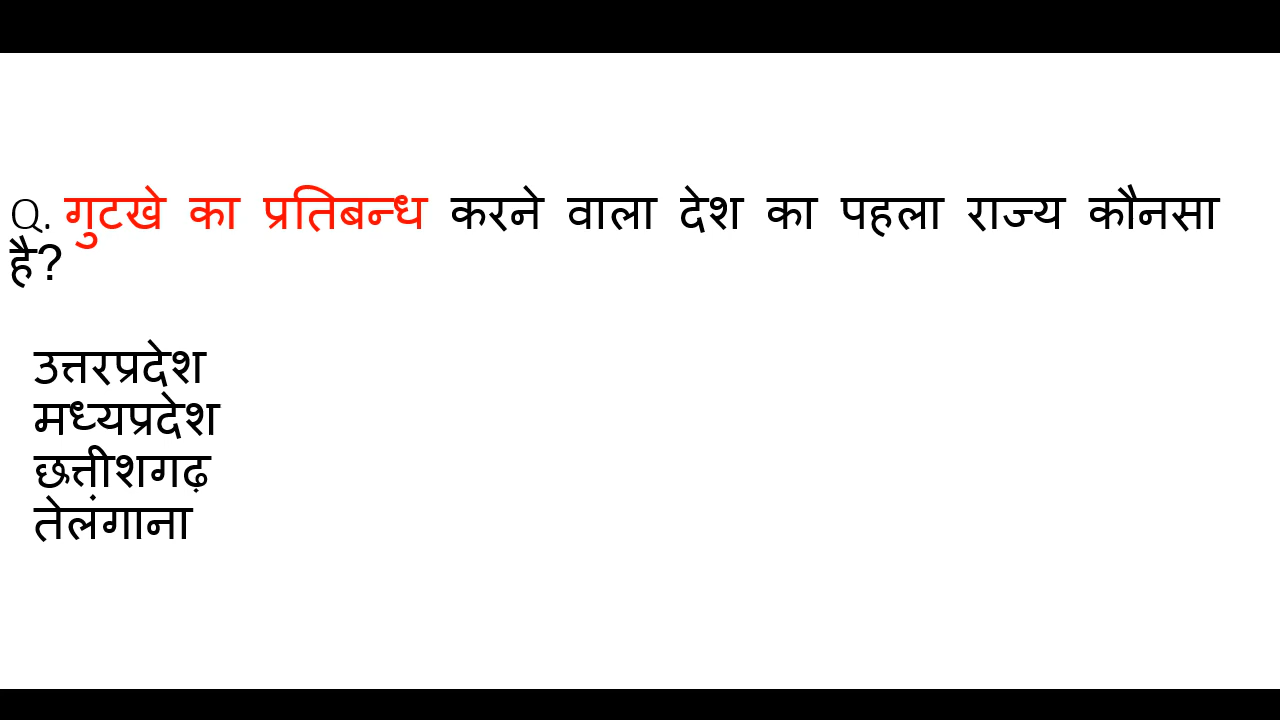 Q. गुटखे का प्रतिबन्ध करने वाला देश का पहला राज्य कौनसा
है?
उत्तरप्रदेश
मध्यप्रदेश
छत्तीशगढ़
तेलंगाना